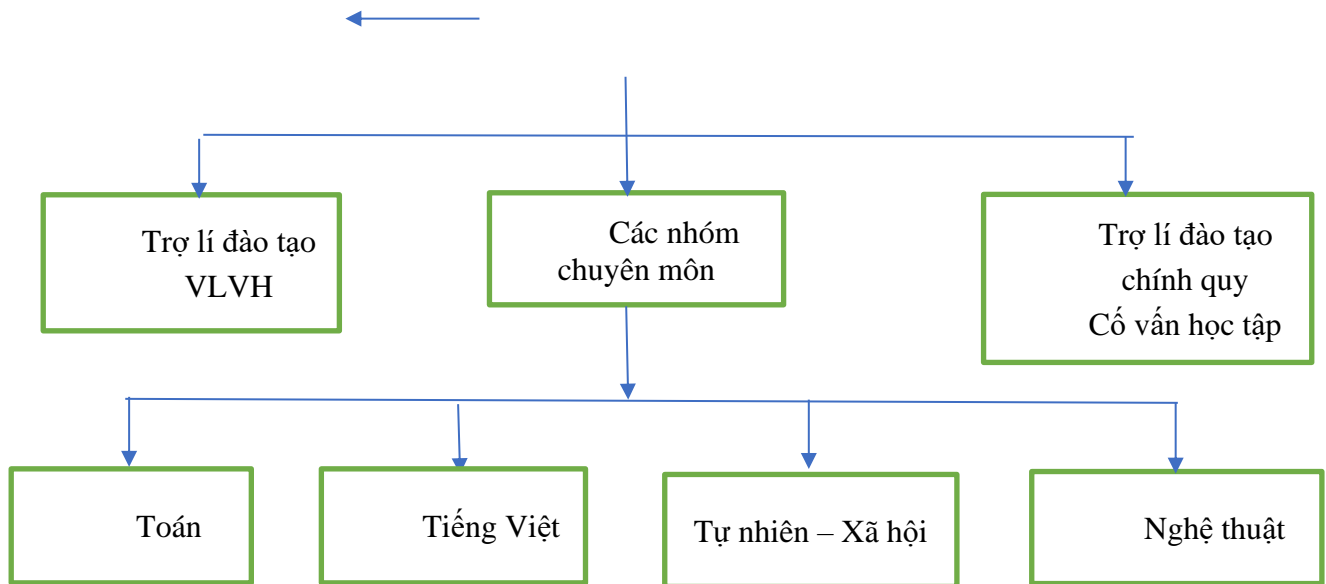 Trợ lí đào tạo
VLVH
Các nhóm
chuyên môn
Trợ lí đào tạo
chính quy
Cố vấn học tập
Toán
Tiếng Việt
Tự nhiên – Xã hội
Nghệ thuật